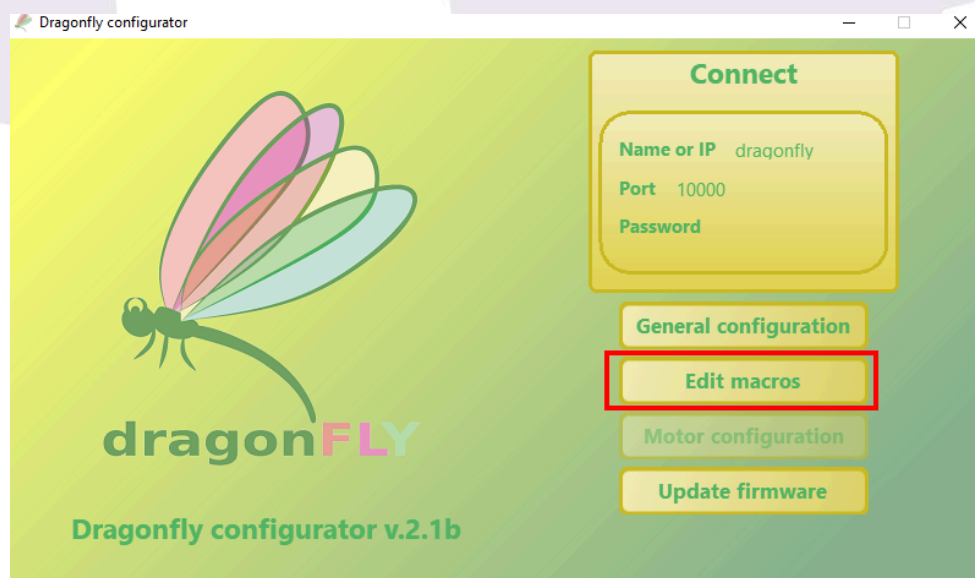 Dragonfly configurator
Connect
Name or IP dragonfly
Port 10000
Password
General configuration
Edit macros
Motor configuration
Update firmware
dragonFLY
Dragonfly configurator v.2.1b